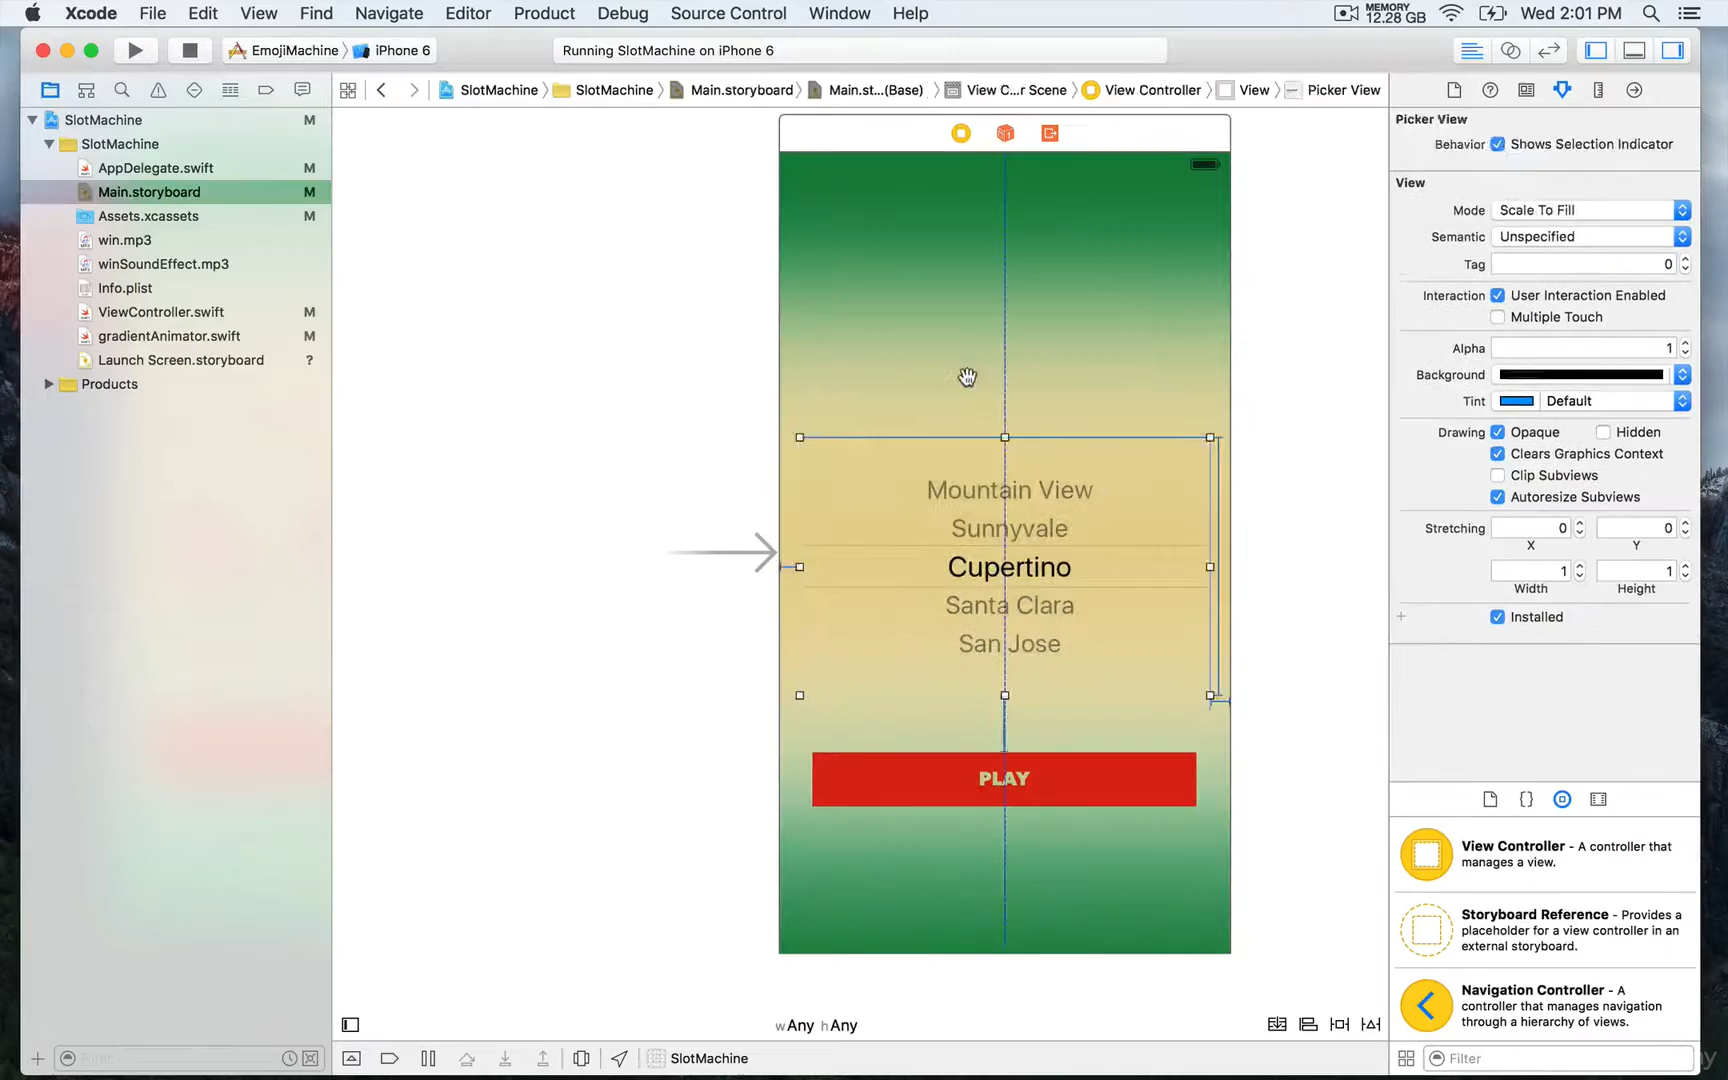 Xcode File Edit View Find Navigate Editor Product Debug Source Control Window Help MEMORY 12.28 GB Wed 2:01 PM
EmojiMachine iPhone 6 Running SlotMachine on iPhone 6
SlotMachine SlotMachine Main.storyboard Main.st...(Base) View C...r Scene View Controller View Picker View
SlotMachine M
SlotMachine
AppDelegate.swift M
Main.storyboard M
Assets.xcassets M
win.mp3
winSoundEffect.mp3
Info.plist
ViewController.swift M
gradientAnimator.swift M
Launch Screen.storyboard ?
Products
Mountain View
Sunnyvale
Cupertino
Santa Clara
San Jose
PLAY
wAny hAny
Filter
SlotMachine
Picker View
Behavior Shows Selection Indicator
View
Mode Scale To Fill
Semantic Unspecified
Tag 0
Interaction User Interaction Enabled
Multiple Touch
Alpha 1
Background
Tint Default
Drawing Opaque Hidden
Clears Graphics Context
Clip Subviews
Autoresize Subviews
Stretching 0 0
X Y
1 1
Width Height
Installed
View Controller - A controller that
manages a view.
Storyboard Reference - Provides a
placeholder for a view controller in an
external storyboard.
Navigation Controller - A
controller that manages navigation
through a hierarchy of views.
Filter